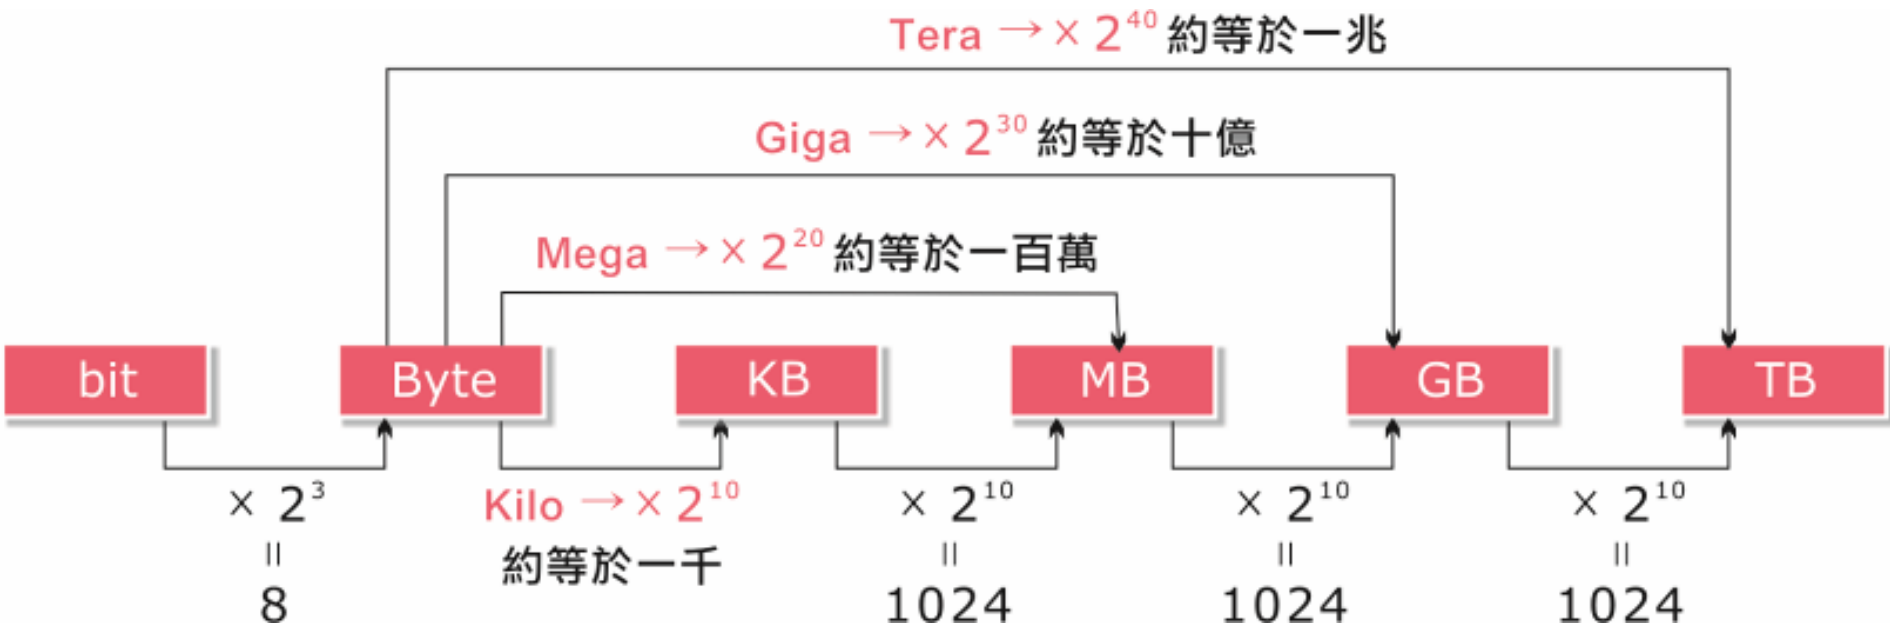 Tera → × 2⁴⁰ 約等於一兆
Giga → × 2³⁰ 約等於十億
Mega → × 2²⁰ 約等於一百萬
bit Byte KB MB GB TB
× 2³ Kilo → × 2¹⁰ × 2¹⁰ × 2¹⁰ × 2¹⁰
= 約等於一千 = = =
8 1024 1024 1024